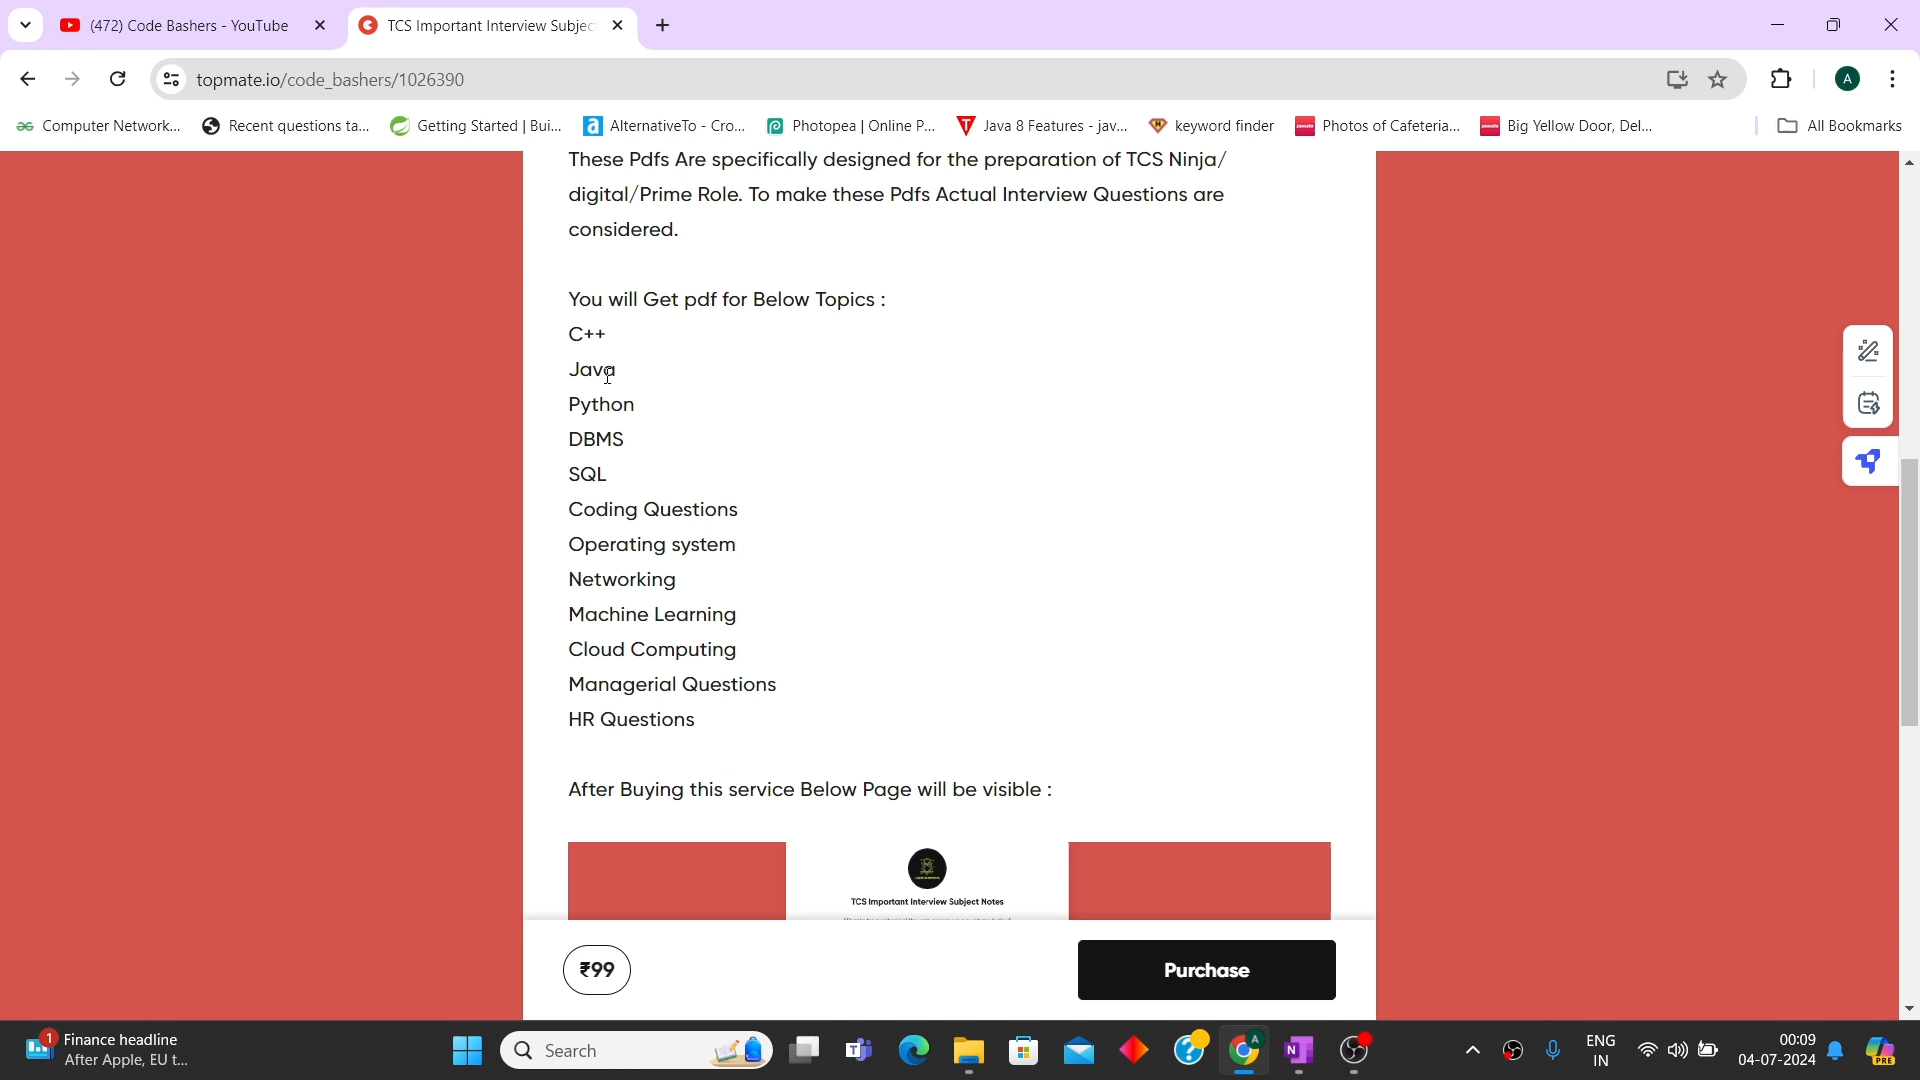 (472) Code Bashers - YouTube
TCS Important Interview Subjec
topmate.io/code_bashers/1026390
A
Computer Network...
Recent questions ta...
Getting Started | Bui...
AlternativeTo - Cro...
Photopea | Online P...
Java 8 Features - jav...
keyword finder
Photos of Cafeteria...
Big Yellow Door, Del...
All Bookmarks
These Pdfs Are specifically designed for the preparation of TCS Ninja/
digital/Prime Role. To make these Pdfs Actual Interview Questions are
considered.
You will Get pdf for Below Topics :
C++
Java
Python
DBMS
SQL
Coding Questions
Operating system
Networking
Machine Learning
Cloud Computing
Managerial Questions
HR Questions
After Buying this service Below Page will be visible :
TCS Important Interview Subject Notes
₹99
Purchase
1
Finance headline
After Apple, EU t...
Search
ENG
IN
00:09
04-07-2024
PRE